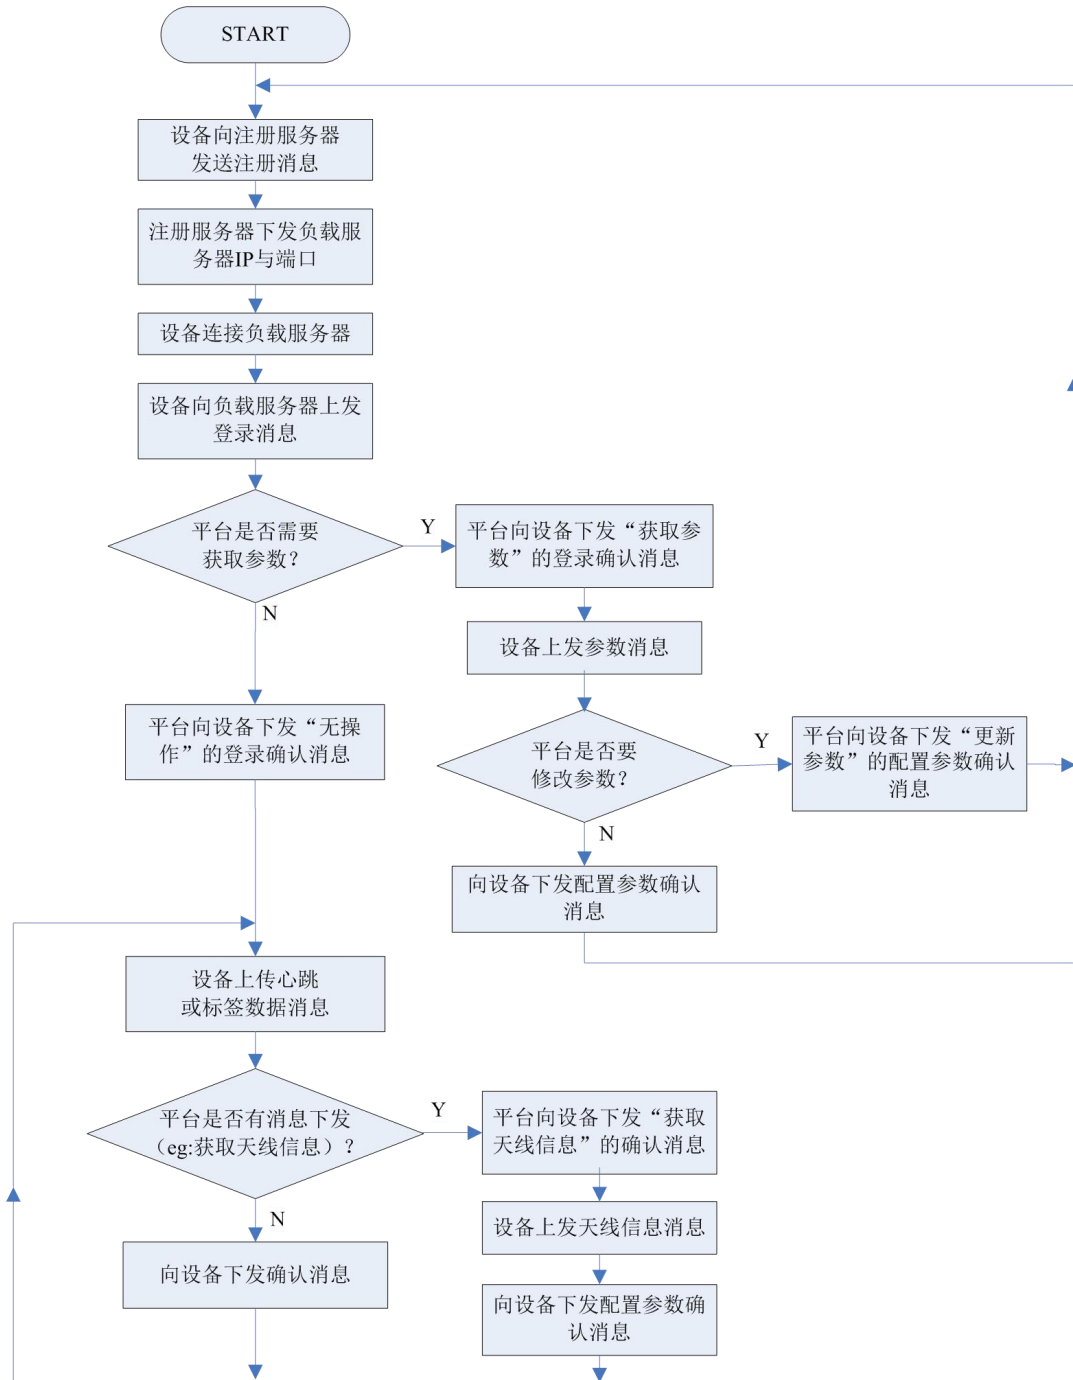 START
设备向注册服务器
发送注册消息
注册服务器下发负载服
务器IP与端口
设备连接负载服务器
设备向负载服务器上发
登录消息
平台是否需要
获取参数？
Y
平台向设备下发“获取参
数”的登录确认消息
N
设备上发参数消息
平台向设备下发“无操
作”的登录确认消息
平台是否要
修改参数？
Y
平台向设备下发“更新
参数”的配置参数确认
消息
N
向设备下发配置参数确认
消息
设备上传心跳
或标签数据消息
平台是否有消息下发
（eg:获取天线信息）？
Y
平台向设备下发“获取
天线信息”的确认消息
N
设备上发天线信息消息
向设备下发确认消息
向设备下发配置参数确
认消息